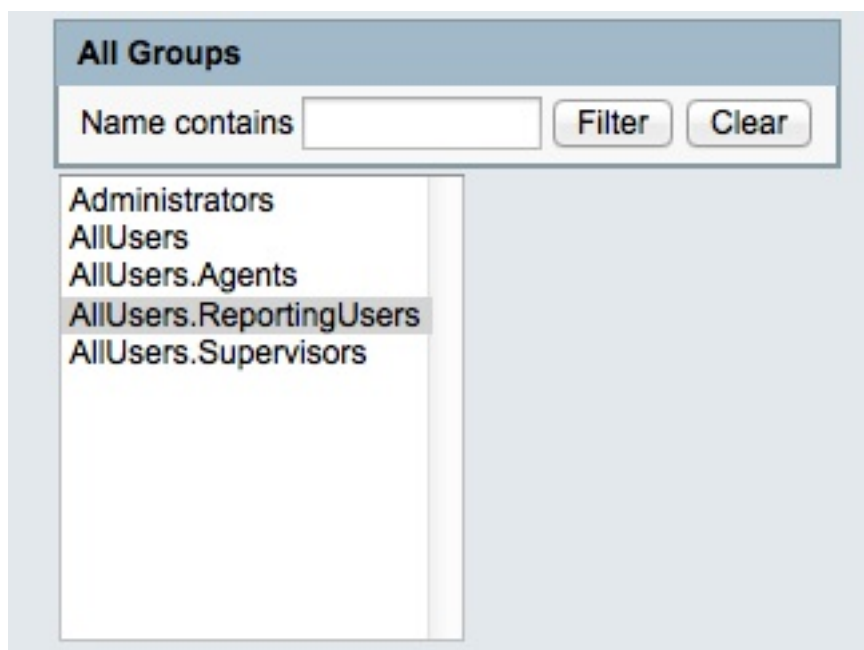 All Groups
Name contains Filter Clear
Administrators
AllUsers
AllUsers.Agents
AllUsers.ReportingUsers
AllUsers.Supervisors